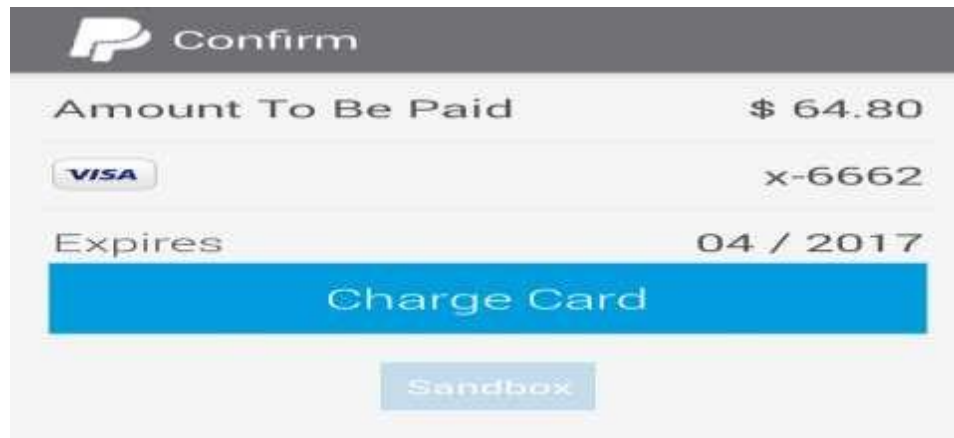 Confirm
Amount To Be Paid $ 64.80
VISA x-6662
Expires 04 / 2017
Charge Card
Sandbox